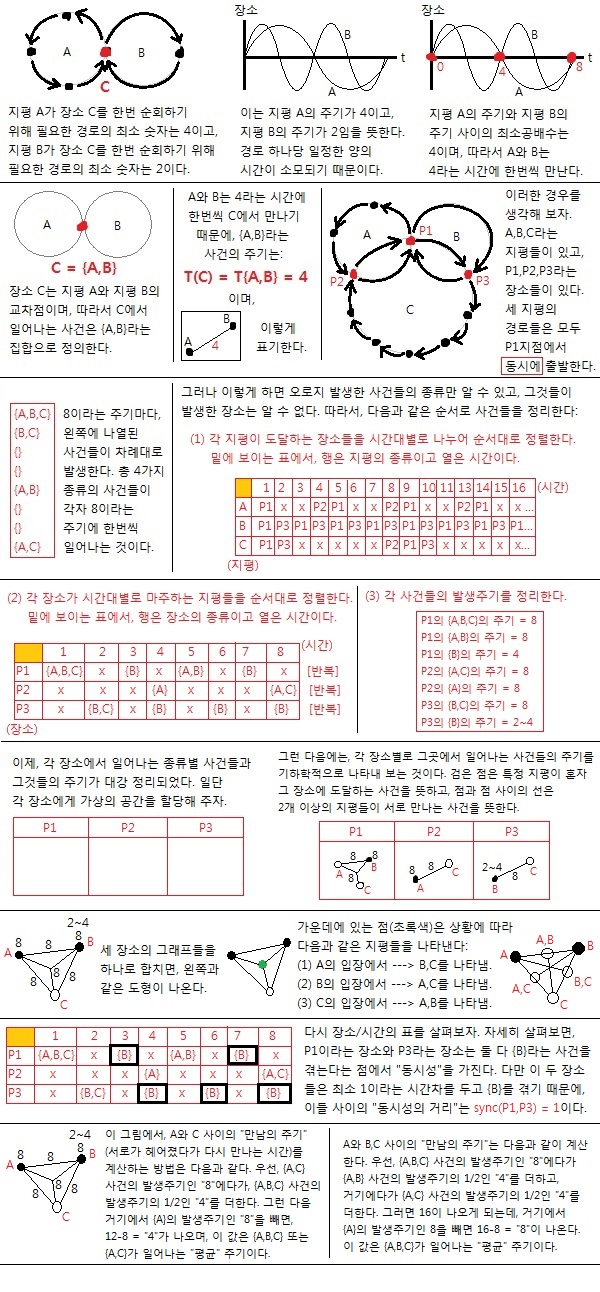 A
B
C
장소
B
A
t
장소
B
A
t
0
4
8
지평 A가 장소 C를 한번 순회하기
위해 필요한 경로의 최소 숫자는 4이고,
지평 B가 장소 C를 한번 순회하기 위해
필요한 경로의 최소 숫자는 2이다.
이는 지평 A의 주기가 4이고,
지평 B의 주기가 2임을 뜻한다.
경로 하나당 일정한 양의
시간이 소모되기 때문이다.
지평 A의 주기와 지평 B의
주기 사이의 최소공배수는
4이며, 따라서 A와 B는
4라는 시간에 한번씩 만난다.
A
B
C = {A,B}
장소 C는 지평 A와 지평 B의
교차점이며, 따라서 C에서
일어나는 사건은 {A,B}라는
집합으로 정의한다.
A와 B는 4라는 시간에
한번씩 C에서 만나기
때문에, {A,B}라는
사건의 주기는:
T(C) = T{A,B} = 4
이며,
A
B
4
이렇게
표기한다.
A
B
C
P1
P2
P3
이러한 경우를
생각해 보자.
A,B,C라는
지평들이 있고,
P1,P2,P3라는
장소들이 있다.
세 지평의
경로들은 모두
P1지점에서
동시에 출발한다.
{A,B,C}
{B,C}
{}
{}
{A,B}
{}
{}
{A,C}
8이라는 주기마다,
왼쪽에 나열된
사건들이 차례대로
발생한다. 총 4가지
종류의 사건들이
각자 8이라는
주기에 한번씩
일어나는 것이다.
그러나 이렇게 하면 오로지 발생한 사건들의 종류만 알 수 있고, 그것들이
발생한 장소는 알 수 없다. 따라서, 다음과 같은 순서로 사건들을 정리한다:
(1) 각 지평이 도달하는 장소들을 시간대별로 나누어 순서대로 정렬한다.
밑에 보이는 표에서, 행은 지평의 종류이고 열은 시간이다.
1 2 3 4 5 6 7 8 9 10 11 13 14 15 16 (시간)
A P1 x x P2 P1 x x P2 P1 x x P2 P1 x x ...
B P1 P3 P1 P3 P1 P3 P1 P3 P1 P3 P1 P3 P1 P3 P1...
C P1 P3 x x x x x P2 P1 P3 x x x x x...
(지평)
(2) 각 장소가 시간대별로 마주하는 지평들을 순서대로 정렬한다.
밑에 보이는 표에서, 행은 장소의 종류이고 열은 시간이다.
(시간)
1 2 3 4 5 6 7 8
P1 {A,B,C} x {B} x {A,B} x {B} x [반복]
P2 x x x {A} x x x {A,C} [반복]
P3 x {B,C} x {B} x {B} x {B} [반복]
(장소)
(3) 각 사건들의 발생주기를 정리한다.
P1의 {A,B,C}의 주기 = 8
P1의 {A,B}의 주기 = 8
P1의 {B}의 주기 = 4
P2의 {A,C}의 주기 = 8
P2의 {A}의 주기 = 8
P3의 {B,C}의 주기 = 8
P3의 {B}의 주기 = 2~4
이제, 각 장소에서 일어나는 종류별 사건들과
그것들의 주기가 대강 정리되었다. 일단
각 장소에게 가상의 공간을 할당해 주자.
P1 P2 P3
그런 다음에는, 각 장소별로 그곳에서 일어나는 사건들의 주기를
기하학적으로 나타내 보는 것이다. 검은 점은 특정 지평이 혼자
그 장소에 도달하는 사건을 뜻하고, 점과 점 사이의 선은
2개 이상의 지평들이 서로 만나는 사건을 뜻한다.
P1 P2 P3
8
8
A
B
8
C
8
8
A
C
2~4
8
B
C
2~4
8
8
8
A
B
8
8
C
세 장소의 그래프들을
하나로 합치면, 왼쪽과
같은 도형이 나온다.
가운데에 있는 점(초록색)은 상황에 따라
다음과 같은 지평들을 나타낸다:
(1) A의 입장에서 ---> B,C를 나타냄.
(2) B의 입장에서 ---> A,C를 나타냄.
(3) C의 입장에서 ---> A,B를 나타냄.
A,B
A
B
A,C
B,C
C
1 2 3 4 5 6 7 8
P1 {A,B,C} x {B} x {A,B} x {B} x
P2 x x x {A} x x x {A,C}
P3 x {B,C} x {B} x {B} x {B}
다시 장소/시간의 표를 살펴보자. 자세히 살펴보면,
P1이라는 장소와 P3라는 장소는 둘 다 {B}라는 사건을
겪는다는 점에서 "동시성"을 가진다. 다만 이 두 장소
들은 최소 1이라는 시간차를 두고 {B}를 겪기 때문에,
이들 사이의 "동시성의 거리"는 sync(P1,P3) = 1이다.
2~4
8
8
8
A
B
8
8
C
이 그림에서, A와 C 사이의 "만남의 주기"
(서로가 헤어졌다가 다시 만나는 시간)를
계산하는 방법은 다음과 같다. 우선, {A,C}
사건의 발생주기인 "8"에다가, {A,B,C} 사건의
발생주기의 1/2인 "4"를 더한다. 그런 다음
거기에서 {A}의 발생주기인 "8"을 빼면,
12-8 = "4"가 나오며, 이 값은 {A,B,C} 또는
{A,C}가 일어나는 "평균" 주기이다.
A와 B,C 사이의 "만남의 주기"는 다음과 같이 계산
한다. 우선, {A,B,C} 사건의 발생주기인 "8"에다가
{A,B} 사건의 발생주기의 1/2인 "4"를 더하고,
거기에다가 {A,C} 사건의 발생주기의 1/2인 "4"를
더한다. 그러면 16이 나오게 되는데, 거기에서
{A}의 발생주기인 8을 빼면 16-8 = "8"이 나온다.
이 값은 {A,B,C}가 일어나는 "평균" 주기이다.